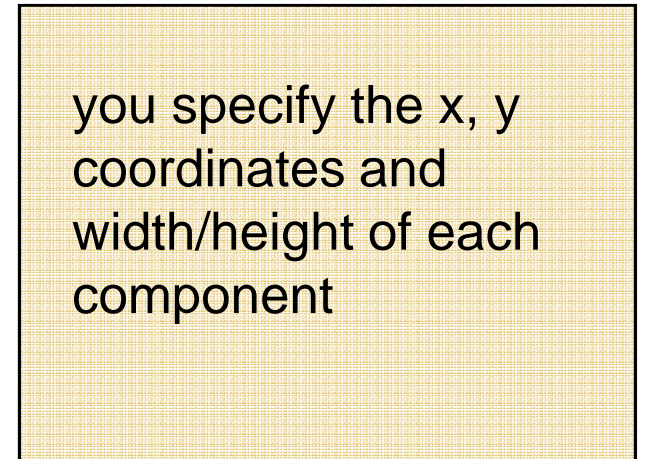 you specify the x, y
coordinates and
width/height of each
component